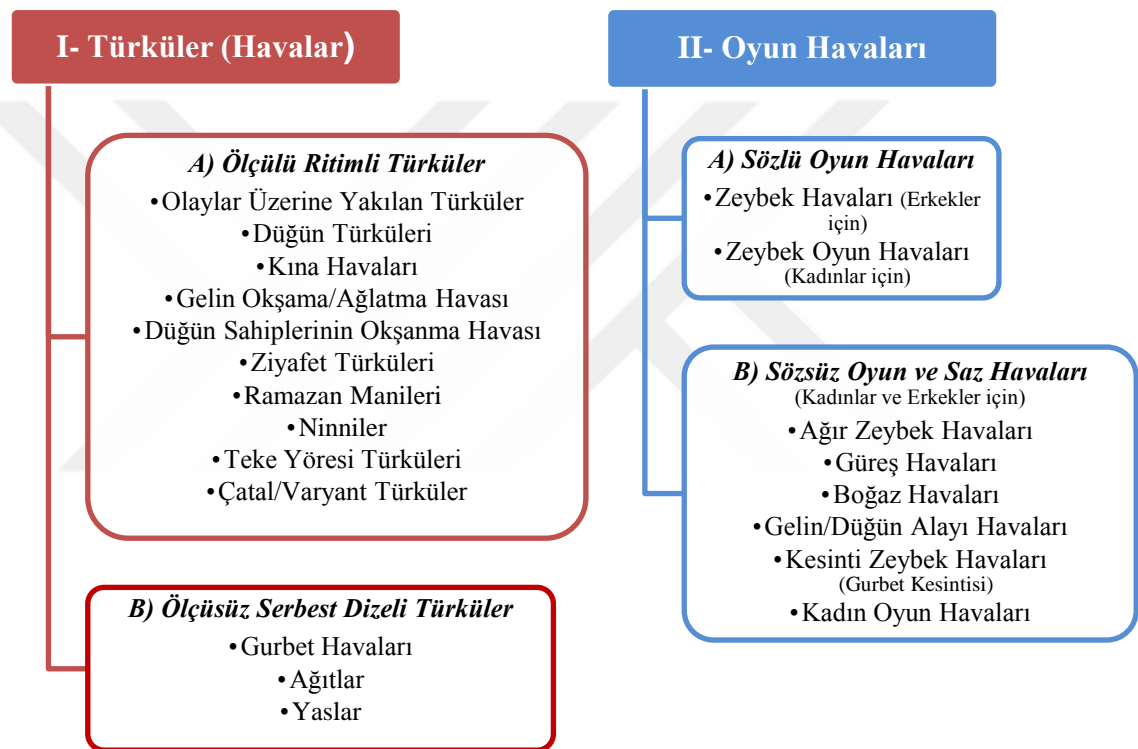 I- Türküler (Havalar)
A) Ölçülü Ritimli Türküler
•Olaylar Üzerine Yakılan Türküler
•Düğün Türküleri
•Kına Havaları
•Gelin Okşama/Ağlatma Havası
•Düğün Sahiplerinin Okşanma Havası
•Ziyafet Türküleri
•Ramazan Manileri
•Ninniler
•Teke Yöresi Türküleri
•Çatal/Varyant Türküler
B) Ölçüsüz Serbest Dizeli Türküler
•Gurbet Havaları
•Ağıtlar
•Yaslar
II- Oyun Havaları
A) Sözlü Oyun Havaları
•Zeybek Havaları (Erkekler
için)
•Zeybek Oyun Havaları
(Kadınlar için)
B) Sözsüz Oyun ve Saz Havaları
(Kadınlar ve Erkekler için)
•Ağır Zeybek Havaları
•Güreş Havaları
•Boğaz Havaları
•Gelin/Düğün Alayı Havaları
•Kesinti Zeybek Havaları
(Gurbet Kesintisi)
•Kadın Oyun Havaları